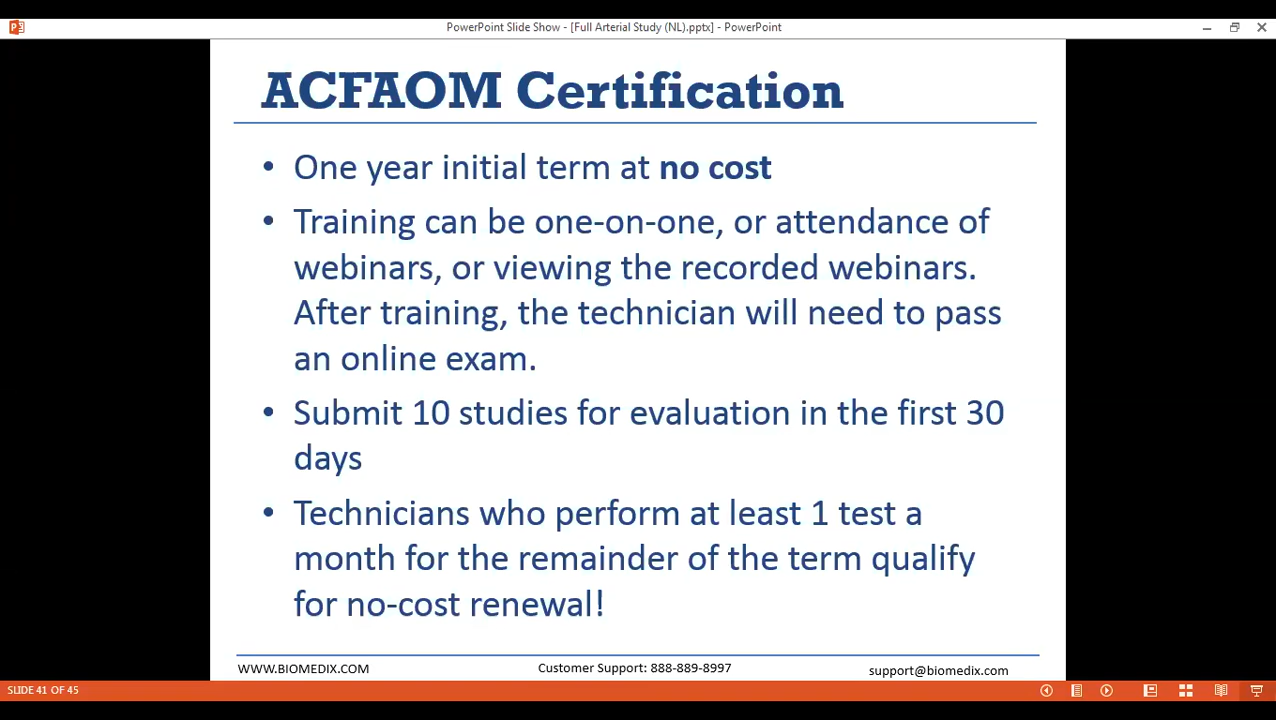 PowerPoint Slide Show - [Full Arterial Study (NL).pptx] - PowerPoint
ACFAOM Certification
• One year initial term at no cost
• Training can be one-on-one, or attendance of
webinars, or viewing the recorded webinars.
After training, the technician will need to pass
an online exam.
• Submit 10 studies for evaluation in the first 30
days
• Technicians who perform at least 1 test a
month for the remainder of the term qualify
for no-cost renewal!
WWW.BIOMEDIX.COM
Customer Support: 888-889-8997
support@biomedix.com
SLIDE 41 OF 45